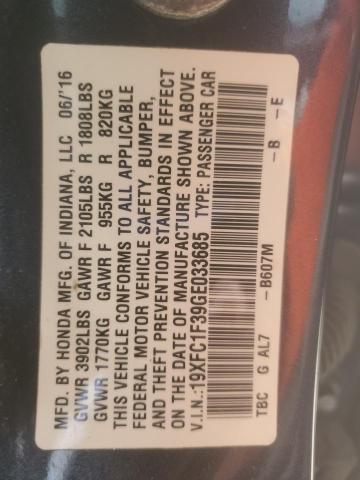 MFD. BY HONDA MFG. OF INDIANA, LLC 06/'16
GVWR 3902LBS GAWR F 2105LBS R 1808LBS
GVWR 1770KG GAWR F 955KG R 820KG
THIS VEHICLE CONFORMS TO ALL APPLICABLE
FEDERAL MOTOR VEHICLE SAFETY, BUMPER,
AND THEFT PREVENTION STANDARDS IN EFFECT
ON THE DATE OF MANUFACTURE SHOWN ABOVE.
V.I.N.:19XFC1F39GE033685 TYPE: PASSENGER CAR
TBC G AL7 -B607M -B -E